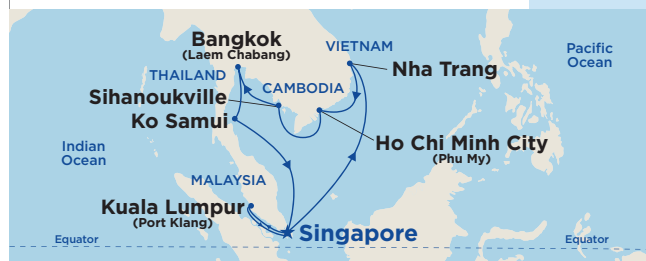 Bangkok
(Laem Chabang)
VIETNAM
Pacific
Ocean
THAILAND
Nha Trang
CAMBODIA
Sihanoukville
Ko Samui
Ho Chi Minh City
(Phu My)
Indian
Ocean
MALAYSIA
Kuala Lumpur
(Port Klang)
Singapore
Equator
Equator